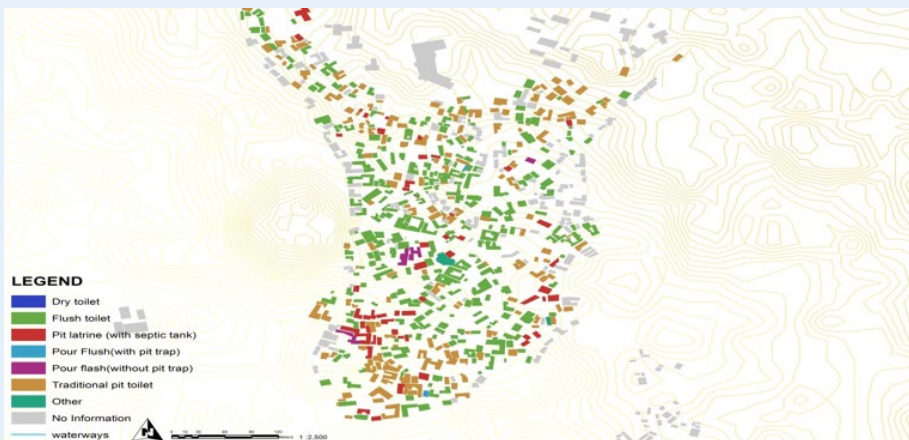 LEGEND
Dry toilet
Flush toilet
Pit latrine (with septic tank)
Pour Flush(with pit trap)
Pour flash(without pit trap)
Traditional pit toilet
Other
No Information
waterways
1:2,500